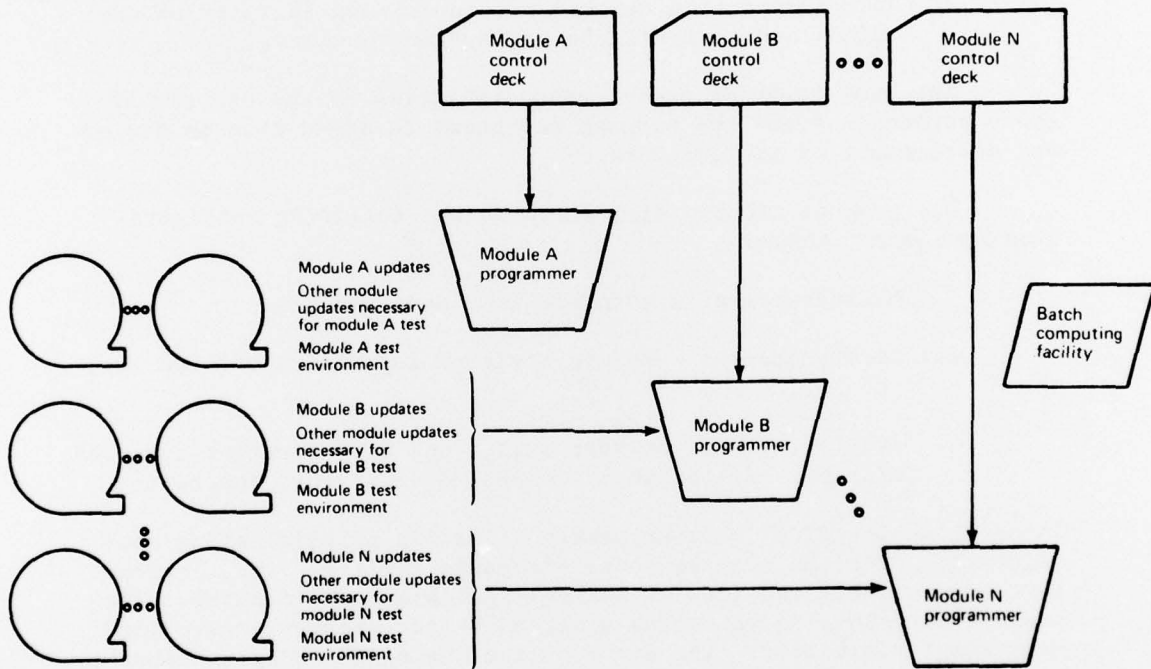 Module A
control
deck
Module B
control
deck
Module N
control
deck
Module A
programmer
Module A updates
Other module
updates necessary
for module A test
Module A test
environment
Batch
computing
facility
Module B updates
Other module updates
necessary for
module B test
Module B test
environment
Module B
programmer
Module N updates
Other module updates
necessary for
module N test
Moduel N test
environment
Module N
programmer